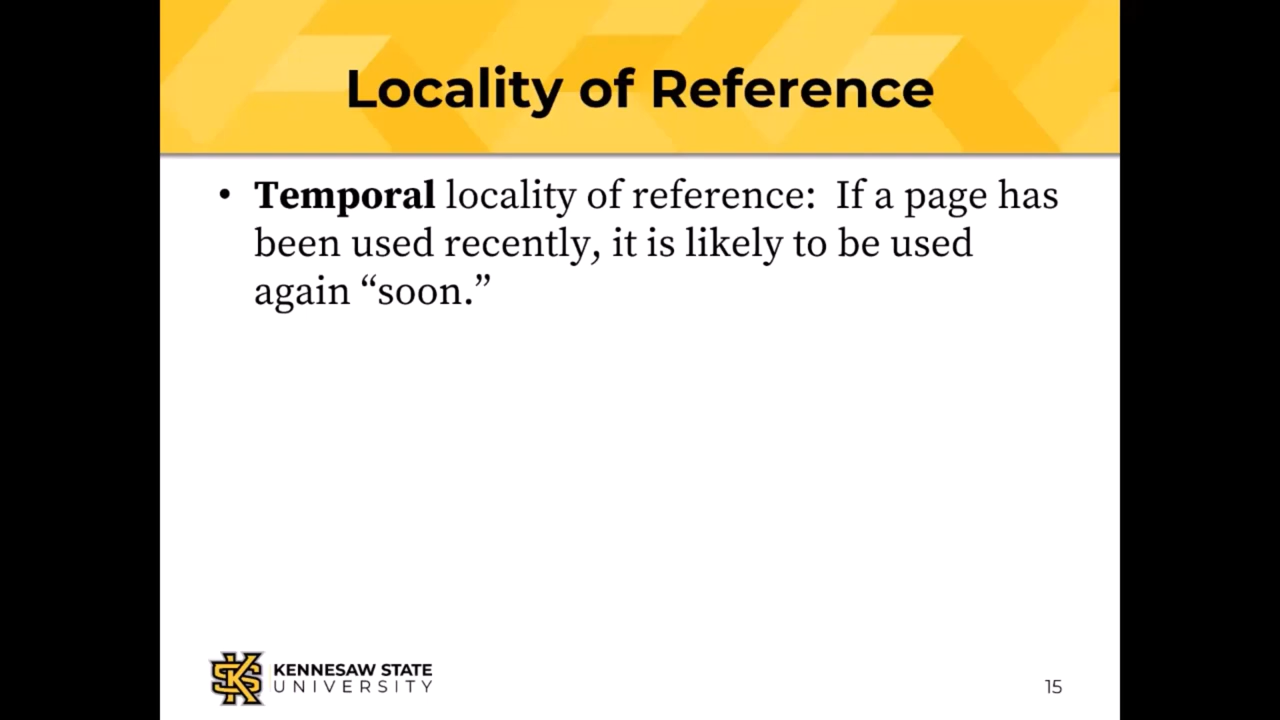 Locality of Reference
• Temporal locality of reference:  If a page has
been used recently, it is likely to be used
again “soon.”
KENNESAW STATE
UNIVERSITY
15